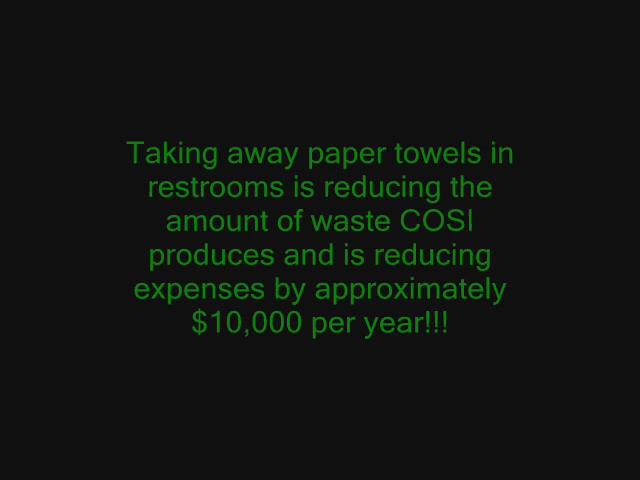 Taking away paper towels in
restrooms is reducing the
amount of waste COSI
produces and is reducing
expenses by approximately
$10,000 per year!!!